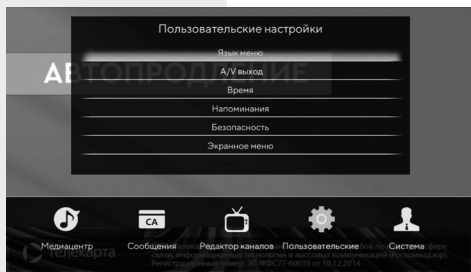 Пользовательские настройки
Язык меню
АВТОПРОДЛЕНИЕ
A/V выход
Время
Напоминания
Безопасность
Экранное меню
CA
Медиацентр
Сообщения
Редактор каналов
Пользовательские
Система
телекарта
связи, информационных технологий и массовых коммуникаций (Роскомнадзор).
Регистрационный номер ЭЛ №ФС77-60039 от 10.12.2014